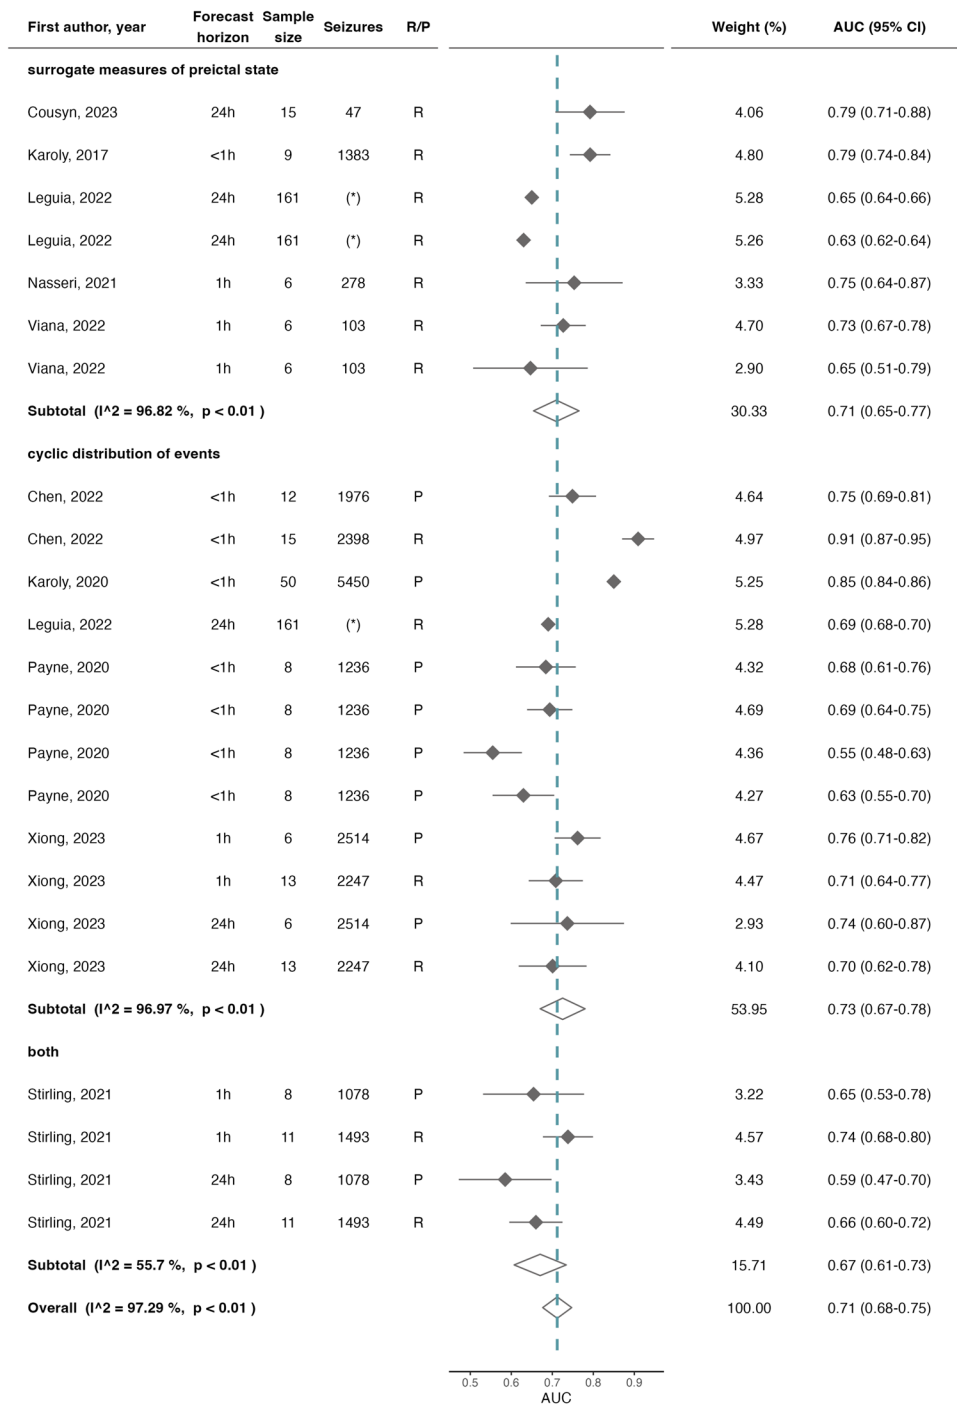 First author, year Forecast horizon Sample size Seizures R/P Weight (%) AUC (95% CI)
surrogate measures of preictal state
Cousyn, 2023 24h 15 47 R 4.06 0.79 (0.71-0.88)
Karoly, 2017 <1h 9 1383 R 4.80 0.79 (0.74-0.84)
Leguia, 2022 24h 161 (*) R 5.28 0.65 (0.64-0.66)
Leguia, 2022 24h 161 (*) R 5.26 0.63 (0.62-0.64)
Nasseri, 2021 1h 6 278 R 3.33 0.75 (0.64-0.87)
Viana, 2022 1h 6 103 R 4.70 0.73 (0.67-0.78)
Viana, 2022 1h 6 103 R 2.90 0.65 (0.51-0.79)
Subtotal (I^2 = 96.82 %, p < 0.01 ) 30.33 0.71 (0.65-0.77)
cyclic distribution of events
Chen, 2022 <1h 12 1976 P 4.64 0.75 (0.69-0.81)
Chen, 2022 <1h 15 2398 R 4.97 0.91 (0.87-0.95)
Karoly, 2020 <1h 50 5450 P 5.25 0.85 (0.84-0.86)
Leguia, 2022 24h 161 (*) R 5.28 0.69 (0.68-0.70)
Payne, 2020 <1h 8 1236 P 4.32 0.68 (0.61-0.76)
Payne, 2020 <1h 8 1236 P 4.69 0.69 (0.64-0.75)
Payne, 2020 <1h 8 1236 P 4.36 0.55 (0.48-0.63)
Payne, 2020 <1h 8 1236 P 4.27 0.63 (0.55-0.70)
Xiong, 2023 1h 6 2514 P 4.67 0.76 (0.71-0.82)
Xiong, 2023 1h 13 2247 R 4.47 0.71 (0.64-0.77)
Xiong, 2023 24h 6 2514 P 2.93 0.74 (0.60-0.87)
Xiong, 2023 24h 13 2247 R 4.10 0.70 (0.62-0.78)
Subtotal (I^2 = 96.97 %, p < 0.01 ) 53.95 0.73 (0.67-0.78)
both
Stirling, 2021 1h 8 1078 P 3.22 0.65 (0.53-0.78)
Stirling, 2021 1h 11 1493 R 4.57 0.74 (0.68-0.80)
Stirling, 2021 24h 8 1078 P 3.43 0.59 (0.47-0.70)
Stirling, 2021 24h 11 1493 R 4.49 0.66 (0.60-0.72)
Subtotal (I^2 = 55.7 %, p < 0.01 ) 15.71 0.67 (0.61-0.73)
Overall (I^2 = 97.29 %, p < 0.01 ) 100.00 0.71 (0.68-0.75)
0.5 0.6 0.7 0.8 0.9
AUC